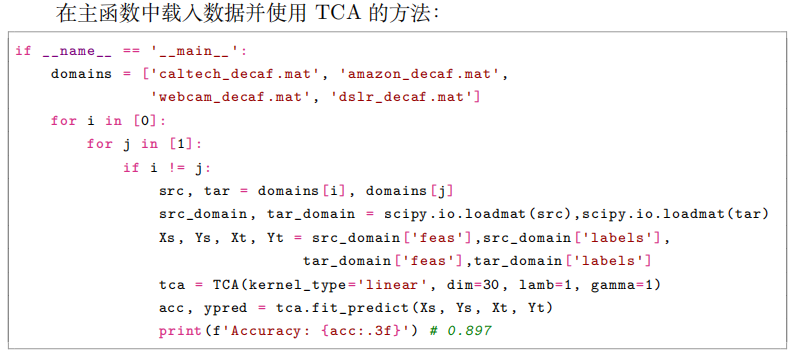 在主函数中载入数据并使用 TCA 的方法：
if __name__ == '__main__':
    domains = ['caltech_decaf.mat', 'amazon_decaf.mat',
               'webcam_decaf.mat', 'dslr_decaf.mat']
    for i in [0]:
        for j in [1]:
            if i != j:
                src, tar = domains[i], domains[j]
                src_domain, tar_domain = scipy.io.loadmat(src),scipy.io.loadmat(tar)
                Xs, Ys, Xt, Yt = src_domain['feas'],src_domain['labels'],
                                tar_domain['feas'],tar_domain['labels']
                tca = TCA(kernel_type='linear', dim=30, lamb=1, gamma=1)
                acc, ypred = tca.fit_predict(Xs, Ys, Xt, Yt)
                print(f'Accuracy: {acc:.3f}') # 0.897